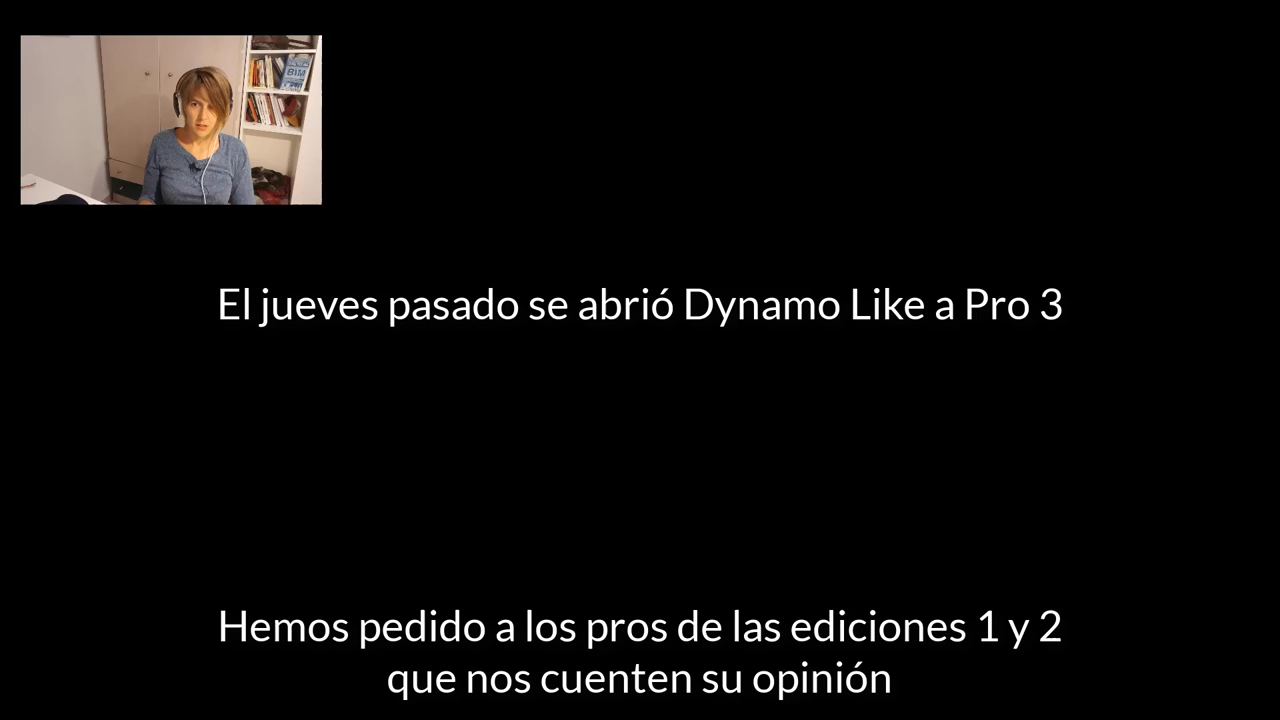 BIM
El jueves pasado se abrió Dynamo Like a Pro 3
Hemos pedido a los pros de las ediciones 1 y 2
que nos cuenten su opinión